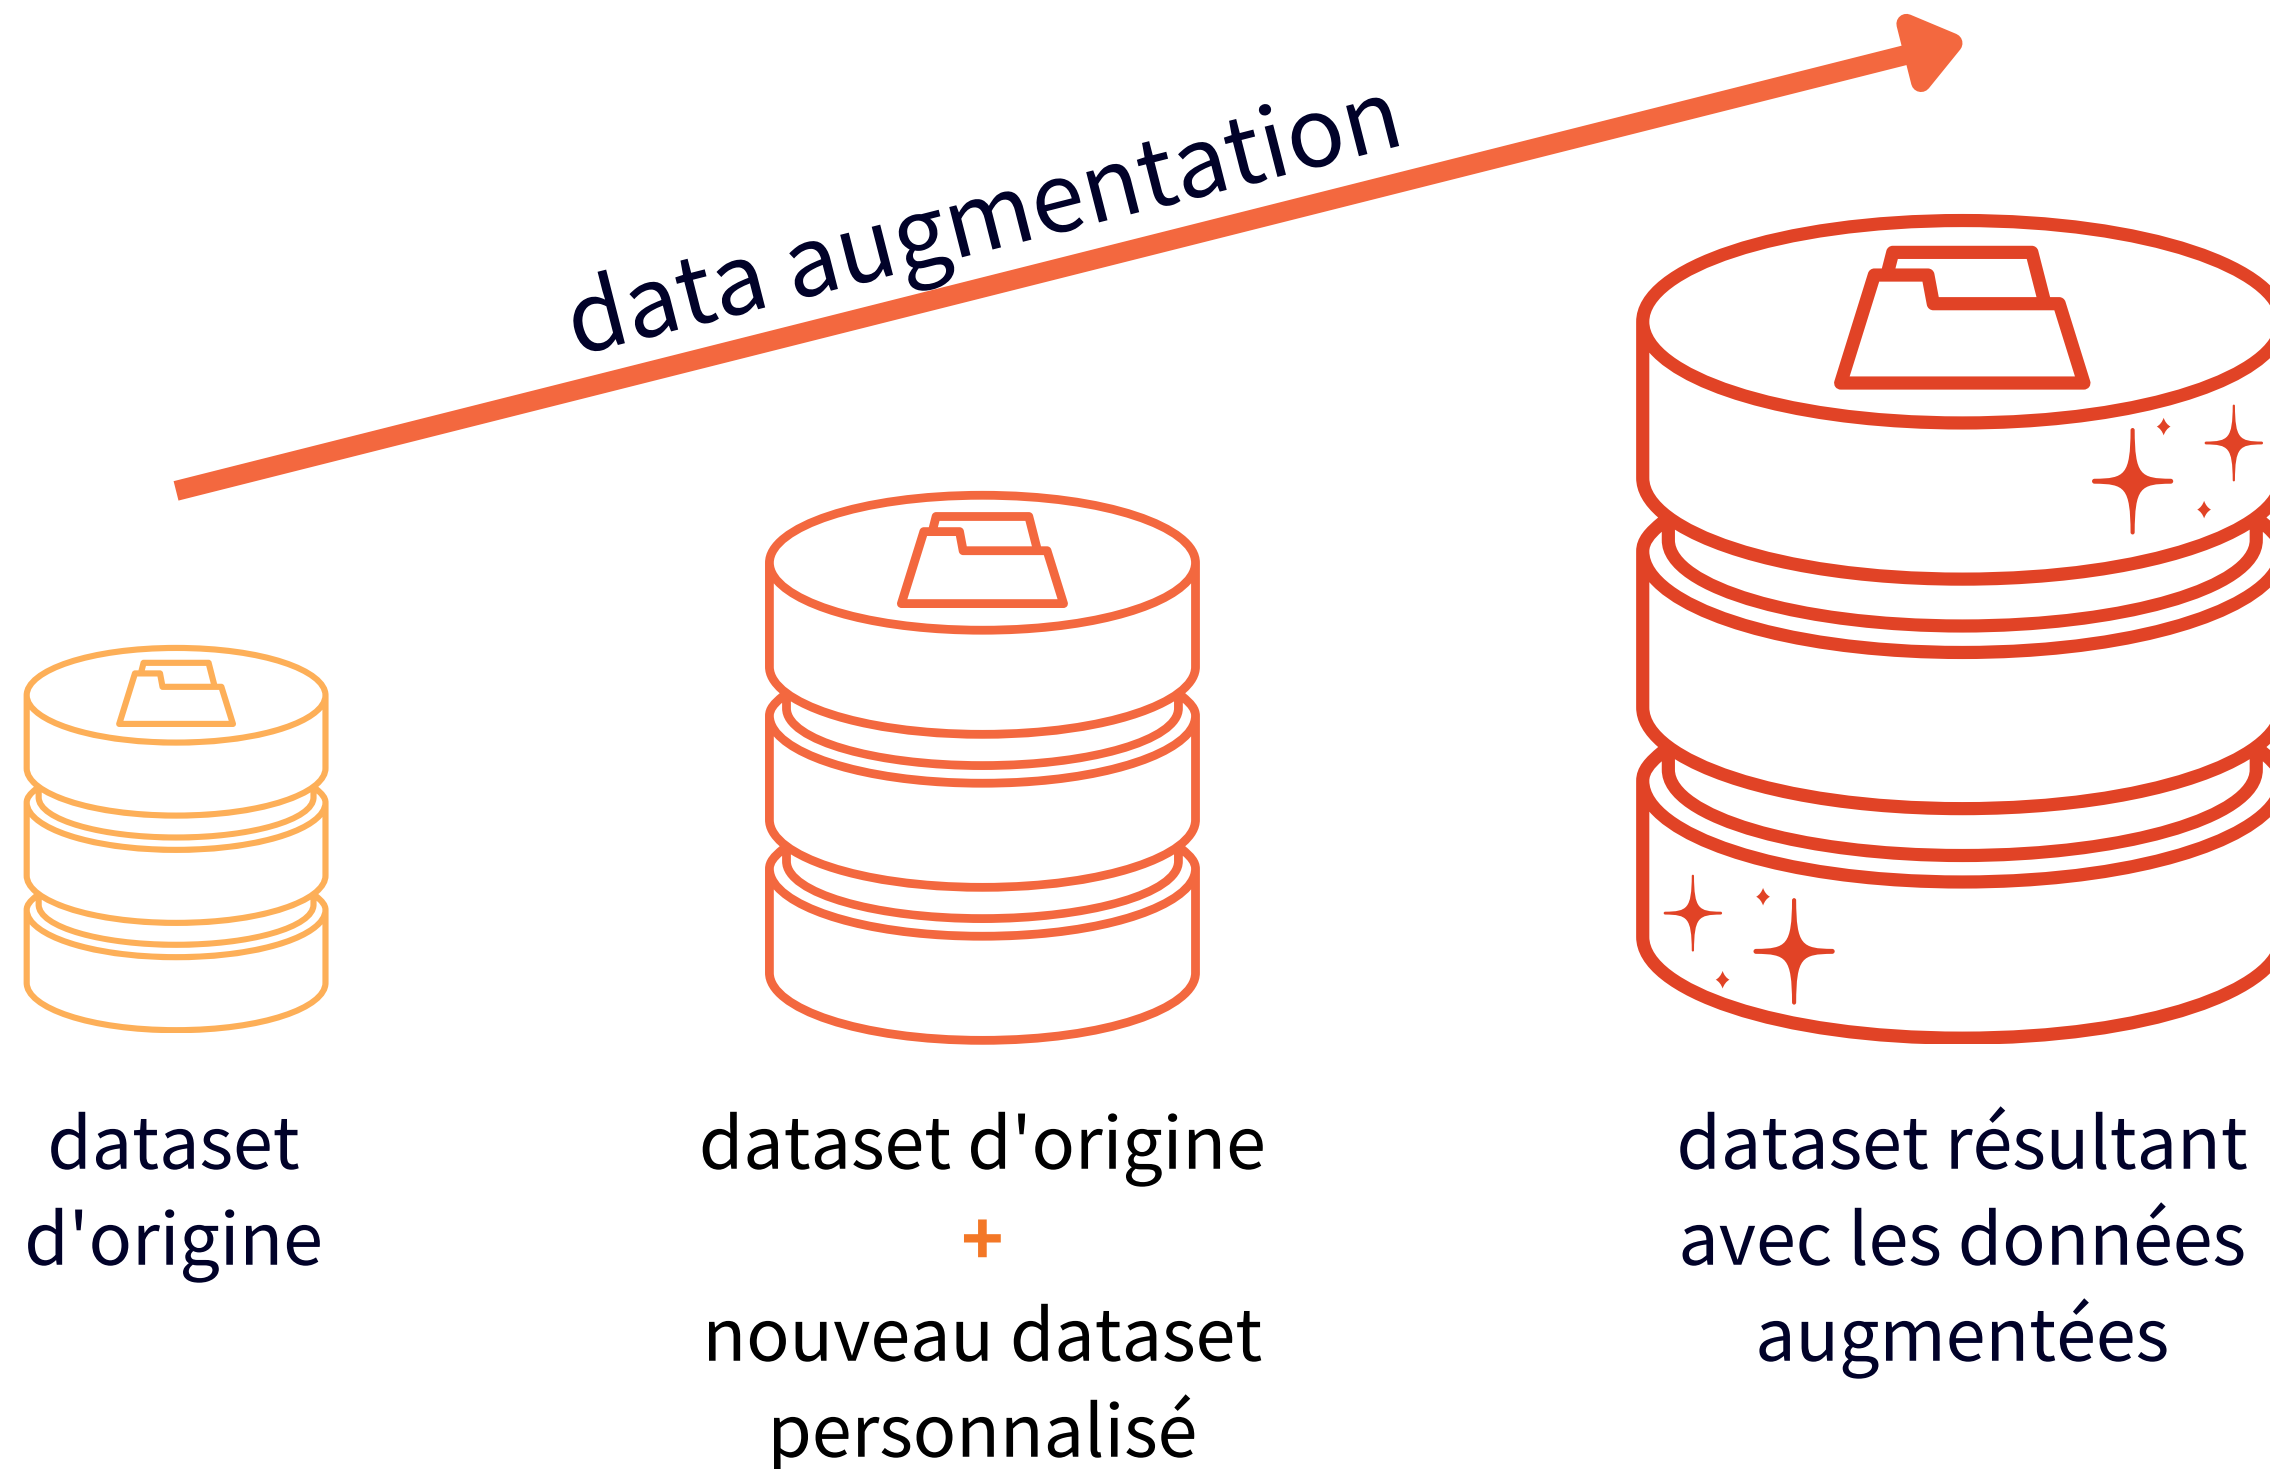 data augmentation
dataset
d'origine
dataset d'origine
+
nouveau dataset
personnalisé
dataset résultant
avec les données
augmentées